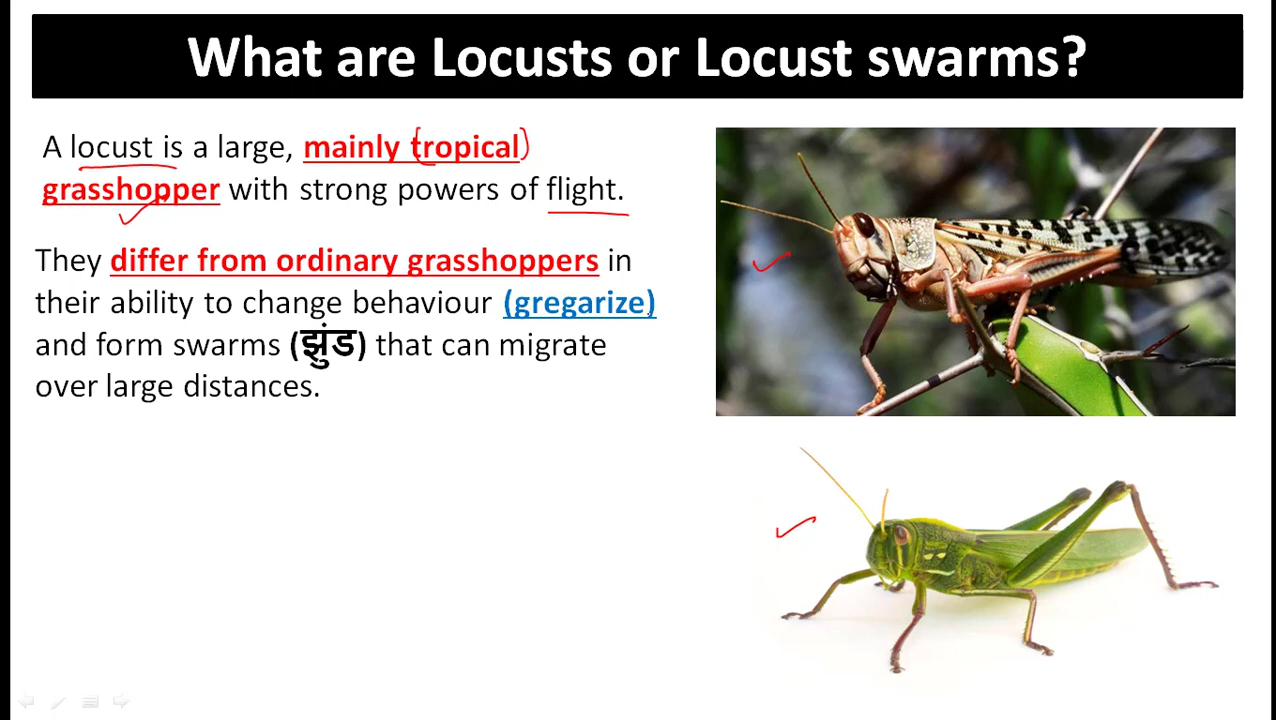 What are Locusts or Locust swarms?
A locust is a large, mainly (tropical)
grasshopper with strong powers of flight.
They differ from ordinary grasshoppers in
their ability to change behaviour (gregarize)
and form swarms (झुंड) that can migrate
over large distances.